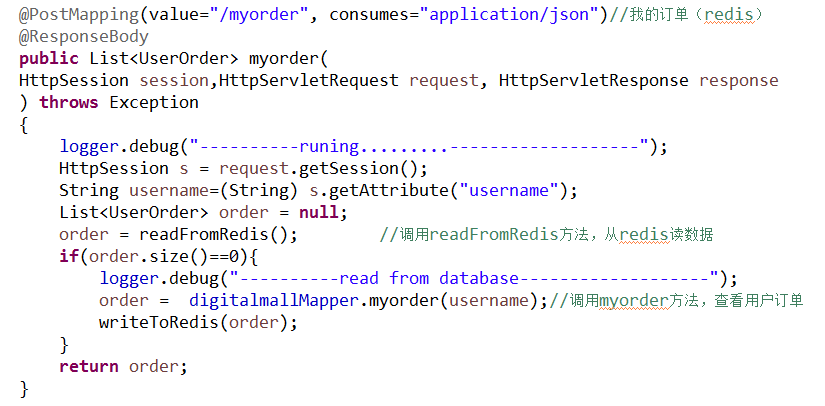 @PostMapping(value="/myorder", consumes="application/json")//我的订单（redis）
@ResponseBody
public List<UserOrder> myorder(
HttpSession session,HttpServletRequest request, HttpServletResponse response
) throws Exception
{
logger.debug("----------runing.........-------------------");
HttpSession s = request.getSession();
String username=(String) s.getAttribute("username");
List<UserOrder> order = null;
order = readFromRedis(); //调用readFromRedis方法，从redis读数据
if(order.size()==0){
logger.debug("----------read from database-------------------");
order = digitalmallMapper.myorder(username);//调用myorder方法，查看用户订单
writeToRedis(order);
}
return order;
}